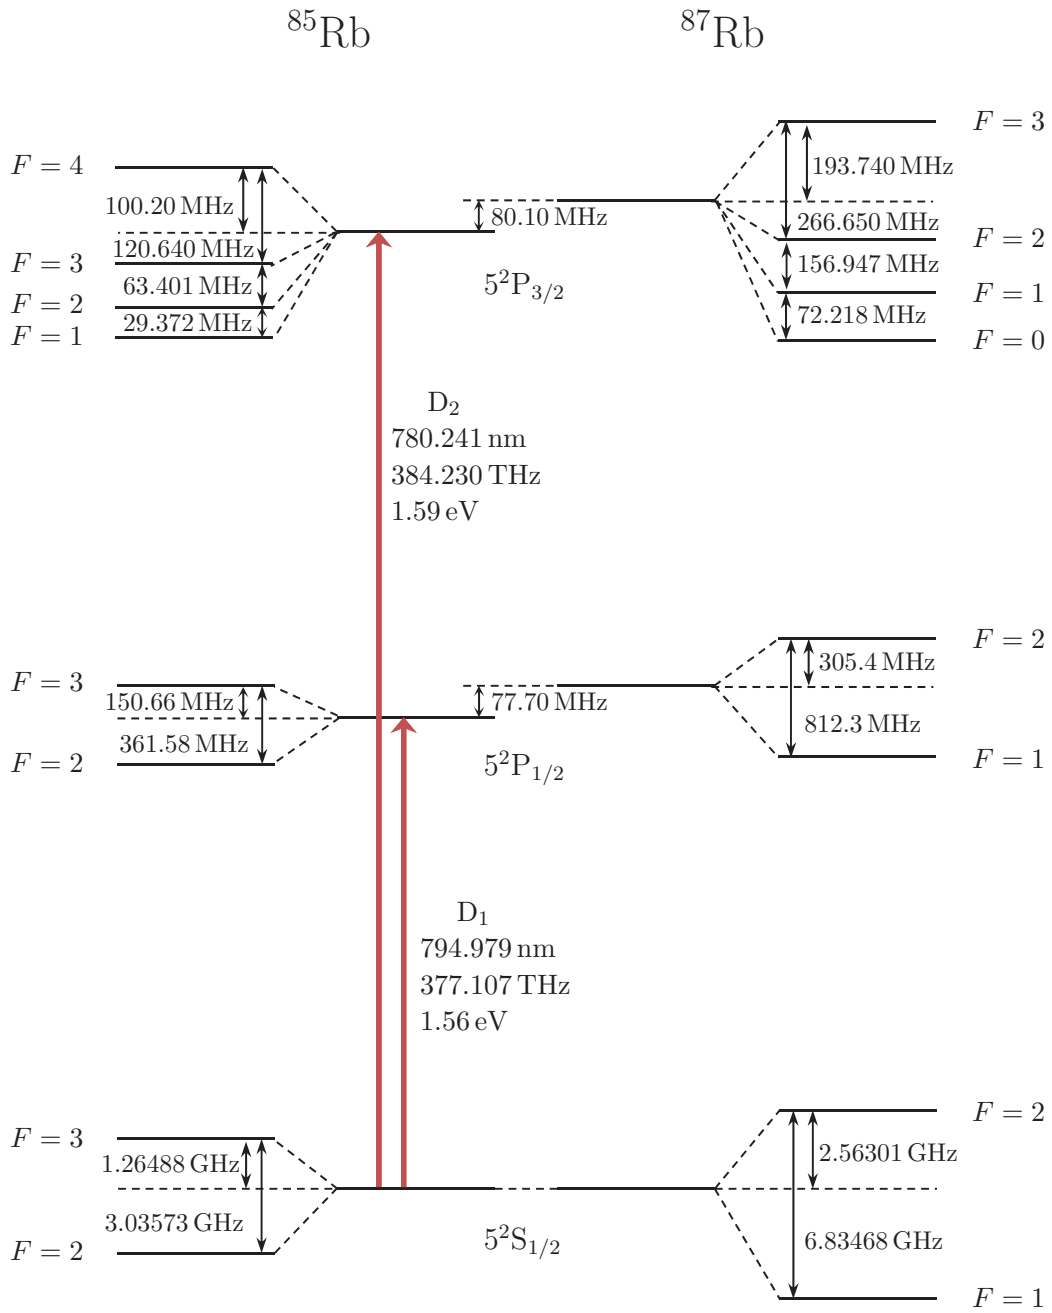 ⁸⁵Rb
⁸⁷Rb
F = 4
100.20 MHz
120.640 MHz
F = 3
63.401 MHz
F = 2
29.372 MHz
F = 1
80.10 MHz
5²P₃/₂
F = 3
193.740 MHz
266.650 MHz
F = 2
156.947 MHz
F = 1
72.218 MHz
F = 0
D₂
780.241 nm
384.230 THz
1.59 eV
F = 3
150.66 MHz
361.58 MHz
F = 2
77.70 MHz
5²P₁/₂
F = 2
305.4 MHz
812.3 MHz
F = 1
D₁
794.979 nm
377.107 THz
1.56 eV
F = 3
1.26488 GHz
3.03573 GHz
F = 2
5²S₁/₂
F = 2
2.56301 GHz
6.83468 GHz
F = 1